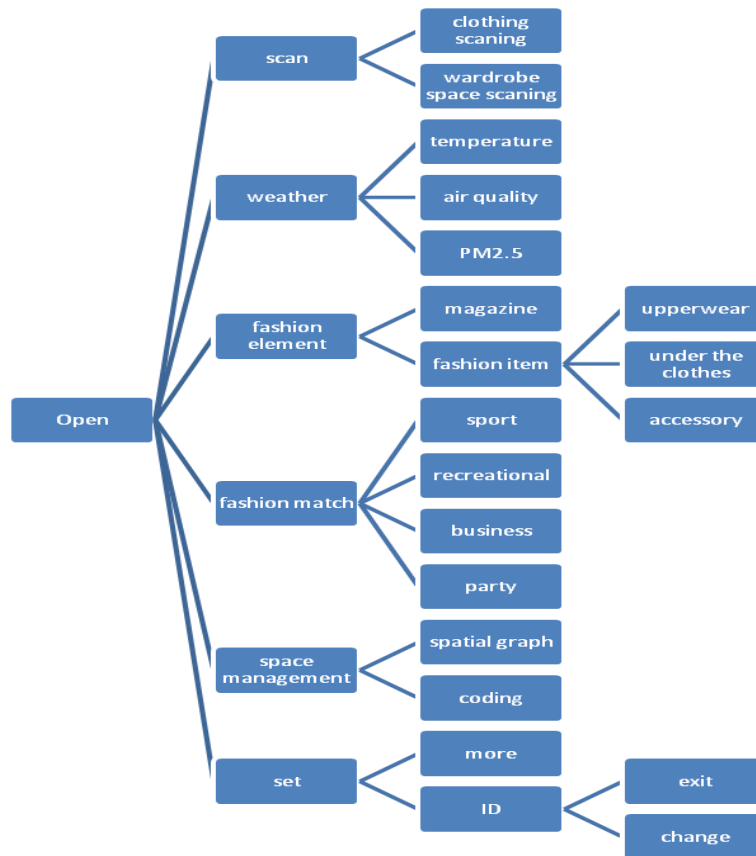 clothing
scaning
scan
wardrobe
space scaning
temperature
weather
air quality
PM2.5
magazine
upperwear
fashion
element
fashion item
under the
clothes
Open
sport
accessory
recreational
fashion match
business
party
spatial graph
space
management
coding
more
set
exit
ID
change